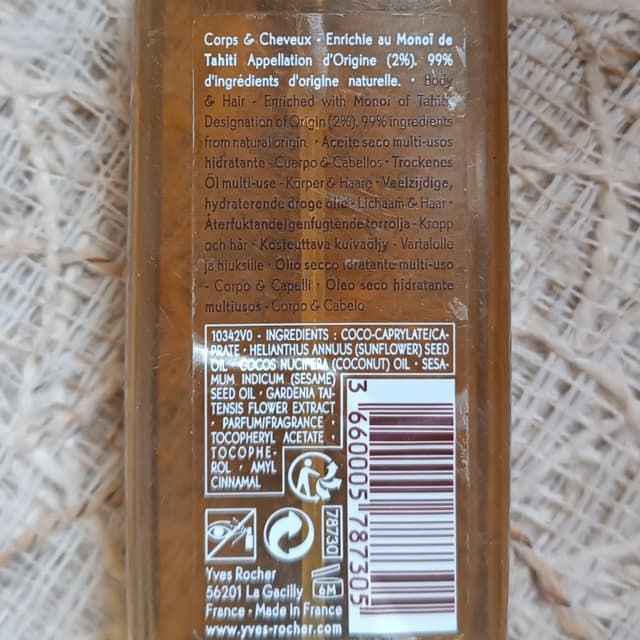 Corps & Cheveux - Enrichie au Monoï de
Tahiti Appellation d'Origine (2%). 99%
d'ingrédients d'origine naturelle. • Body
& Hair - Enriched with Monoi of Tahiti
Designation of Origin (2%). 99% ingredients
from natural origin. • Aceite seco multi-usos
hidratante - Cuerpo & Cabellos • Trockenes
Öl multi-use - Körper & Haare • Veelzijdige,
hydraterende droge olie - Lichaam & Haar •
Återfuktande/genfugtende torrolja - Kropp
och hår • Kosteuttava kuivaöljy - Vartalolle
ja hiuksille • Olio secco idratante multi-uso
- Corpo & Capelli • Óleo seco hidratante
multiusos - Corpo & Cabelo
10342V0 - INGREDIENTS : COCO-CAPRYLATE/CA-
PRATE • HELIANTHUS ANNUUS (SUNFLOWER) SEED
OIL • COCOS NUCIFERA (COCONUT) OIL • SESA-
MUM INDICUM (SESAME)
SEED OIL • GARDENIA TAI-
TENSIS FLOWER EXTRACT
• PARFUM/FRAGRANCE •
TOCOPHERYL ACETATE •
TOCOPHE-
ROL • AMYL
CINNAMAL
78730
6M
3 660005 787305
Yves Rocher
56201 La Gacilly
France • Made in France
www.yves-rocher.com